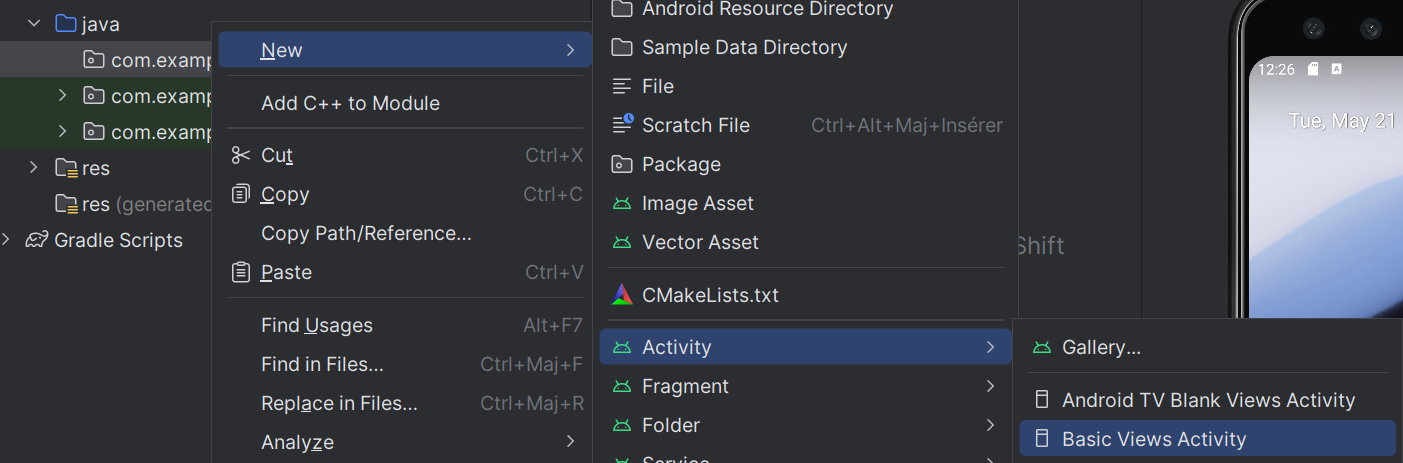 java
com.examp
com.examp
com.examp
res
res (generated
Gradle Scripts
New
Add C++ to Module
Cut Ctrl+X
Copy Ctrl+C
Copy Path/Reference...
Paste Ctrl+V
Find Usages Alt+F7
Find in Files... Ctrl+Maj+F
Replace in Files... Ctrl+Maj+R
Analyze
Android Resource Directory
Sample Data Directory
File
Scratch File Ctrl+Alt+Maj+Insérer
Package
Image Asset
Vector Asset
CMakeLists.txt
Activity
Fragment
Folder
Service
Shift
Gallery...
Android TV Blank Views Activity
Basic Views Activity
12:26 A
Tue, May 21